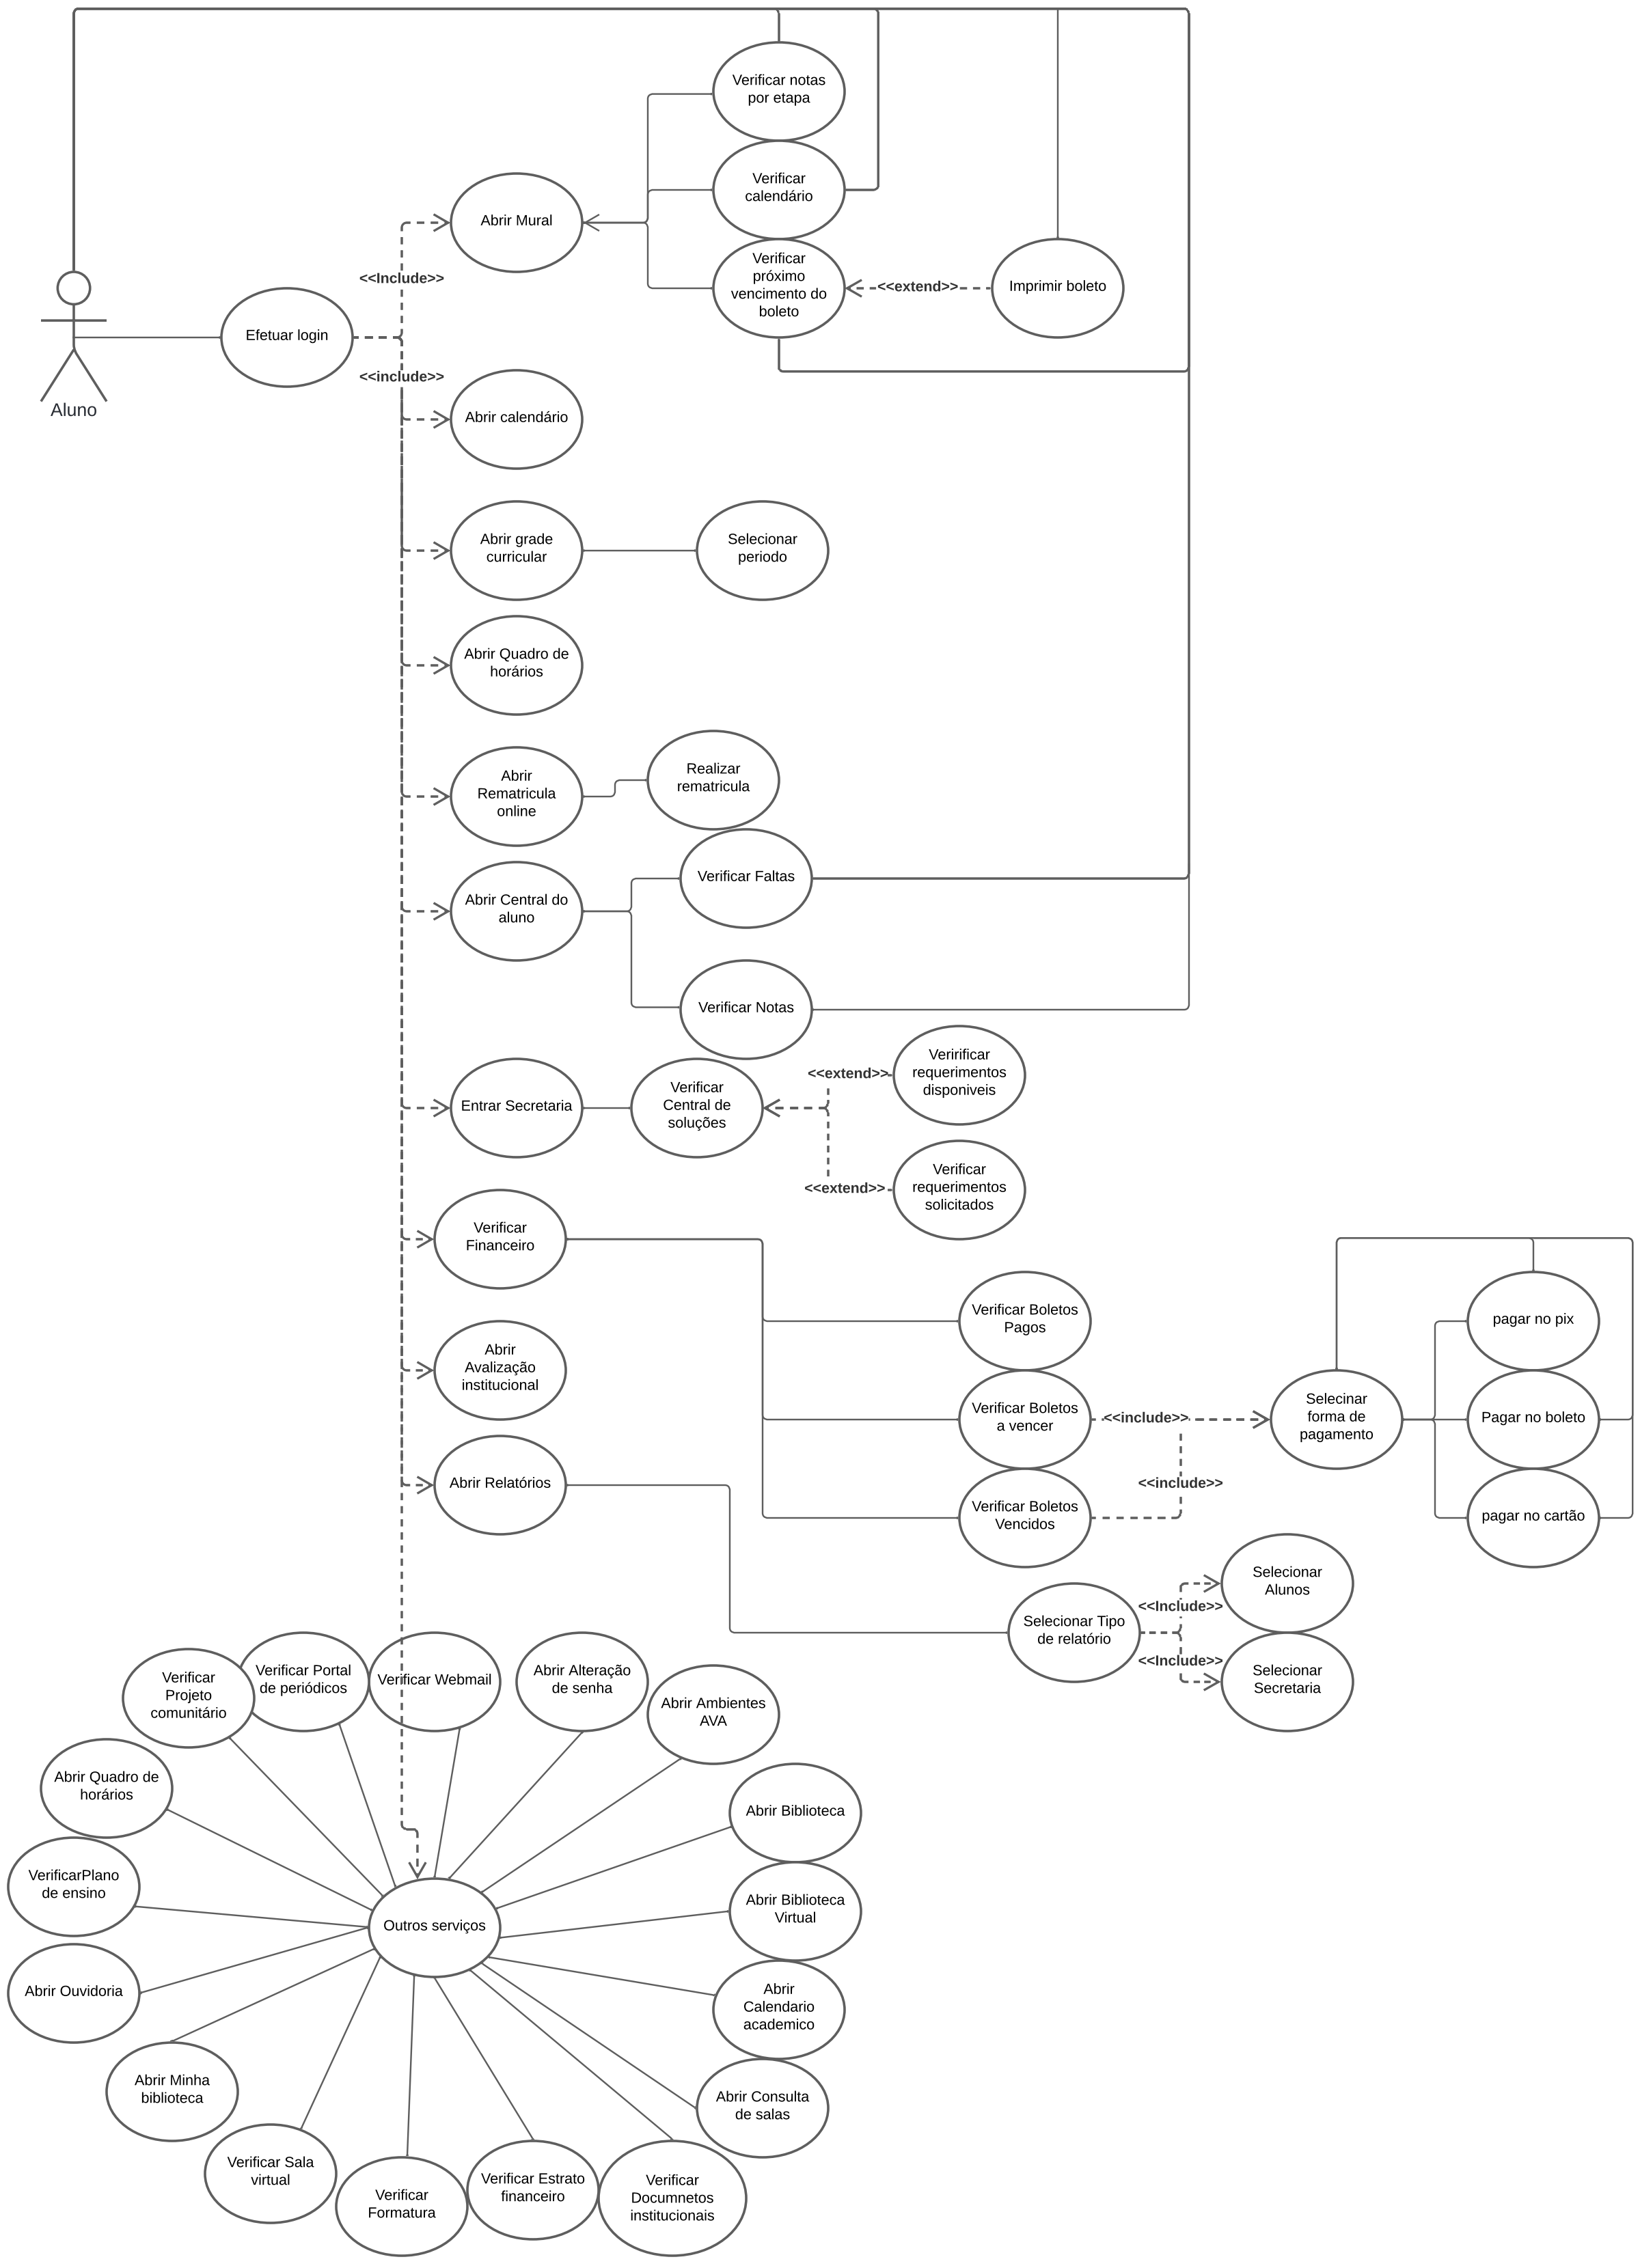 Verificar notas
por etapa
Verificar
calendário
Abrir Mural
Verificar
próximo
vencimento do
boleto
<<extend>>
Imprimir boleto
<<Include>>
Efetuar login
<<include>>
Aluno
Abrir calendário
Abrir grade
curricular
Selecionar
periodo
Abrir Quadro de
horários
Abrir
Rematricula
online
Realizar
rematricula
Verificar Faltas
Abrir Central do
aluno
Verificar Notas
Veririficar
requerimentos
disponiveis
<<extend>>
Entrar Secretaria
Verificar
Central de
soluções
Verificar
requerimentos
solicitados
<<extend>>
Verificar
Financeiro
Verificar Boletos
Pagos
pagar no pix
Abrir
Avalização
institucional
Verificar Boletos
a vencer
<<include>>
Selecinar
forma de
pagamento
Pagar no boleto
Abrir Relatórios
<<include>>
Verificar Boletos
Vencidos
pagar no cartão
Selecionar
Alunos
<<Include>>
Selecionar Tipo
de relatório
<<Include>>
Selecionar
Secretaria
Verificar
Projeto
comunitário
Verificar Portal
de periódicos
Verificar Webmail
Abrir Alteração
de senha
Abrir Ambientes
AVA
Abrir Quadro de
horários
Abrir Biblioteca
VerificarPlano
de ensino
Abrir Biblioteca
Virtual
Outros serviços
Abrir Ouvidoria
Abrir
Calendario
academico
Abrir Minha
biblioteca
Abrir Consulta
de salas
Verificar Sala
virtual
Verificar
Formatura
Verificar Estrato
financeiro
Verificar
Documnetos
institucionais